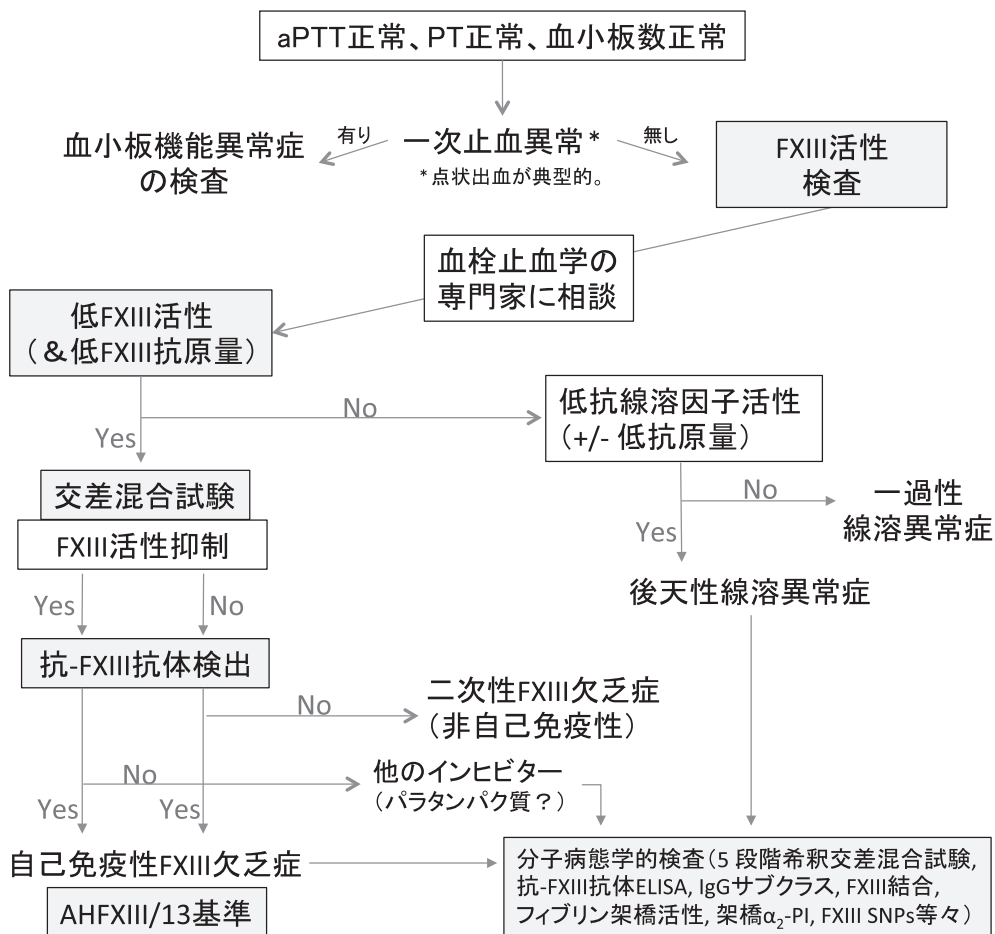 aPTT正常、PT正常、血小板数正常
有り
一次止血異常*
無し
*点状出血が典型的。
血小板機能異常症
の検査
FXIII活性
検査
血栓止血学の
専門家に相談
低FXIII活性
(&低FXIII抗原量)
No
Yes
低抗線溶因子活性
(+/- 低抗原量)
No
一過性
線溶異常症
Yes
後天性線溶異常症
交差混合試験
FXIII活性抑制
Yes
No
抗-FXIII抗体検出
No
二次性FXIII欠乏症
(非自己免疫性)
No
他のインヒビター
(パラタンパク質?)
Yes
Yes
自己免疫性FXIII欠乏症
AHFXIII/13基準
分子病態学的検査(5 段階希釈交差混合試験,
抗-FXIII抗体ELISA, IgGサブクラス, FXIII結合,
フィブリン架橋活性, 架橋α₂-PI, FXIII SNPs等々)